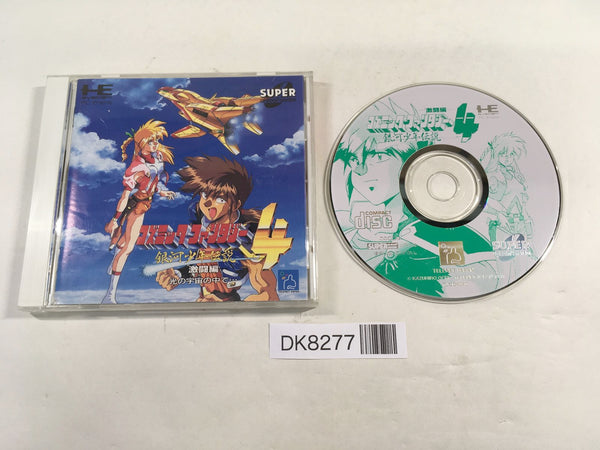 HE
SUPER
コズミック・ファンタジー
4
銀河少年伝説
激闘編
光の宇宙の中で…
激闘編
HE
コズミック・ファンタジー
4
銀河少年伝説
COMPACT
disc
SUPER
DK8277